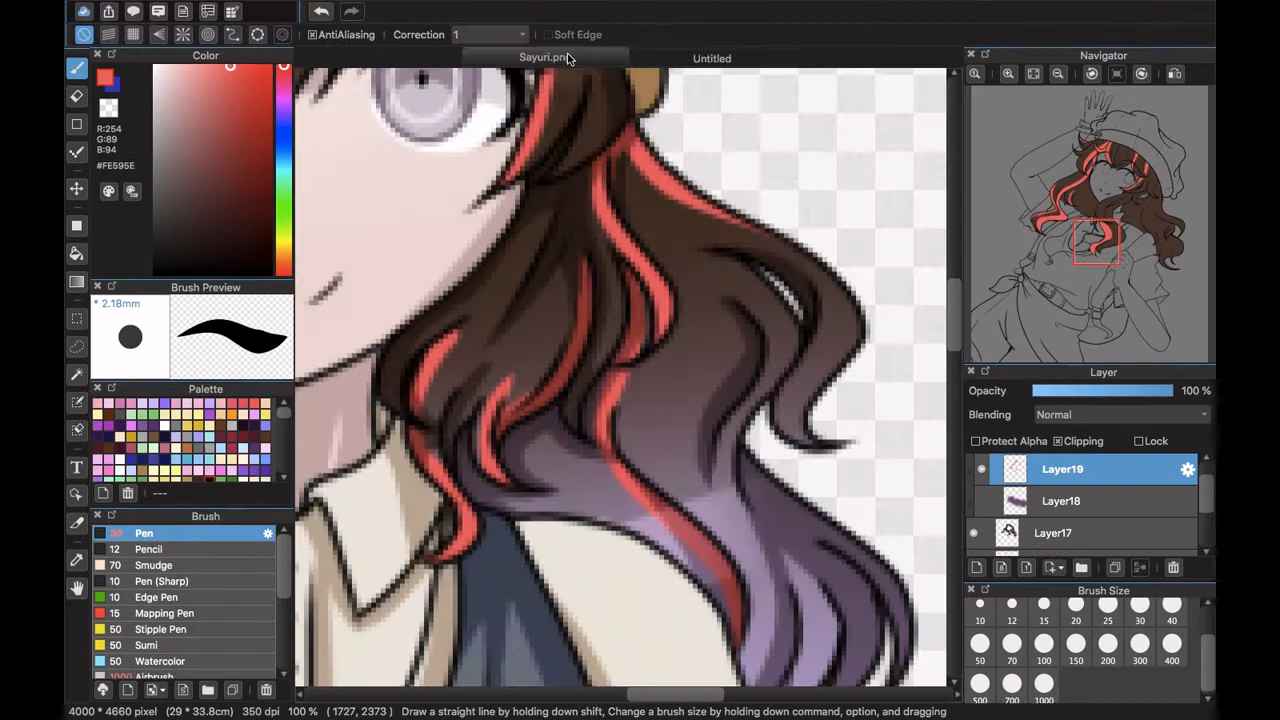 AntiAliasing Correction 1 Soft Edge
Color
Sayuri.pn
Untitled
Navigator
R:254
G:89
B:94
#FE595E
Brush Preview
* 2.18mm
Palette
---
Brush
30 Pen
12 Pencil
70 Smudge
10 Pen (Sharp)
10 Edge Pen
15 Mapping Pen
50 Stipple Pen
50 Sumi
50 Watercolor
1000 Airbrush
Layer
Opacity 100 %
Blending Normal
Protect Alpha Clipping Lock
Layer19
Layer18
Layer17
Brush Size
10 12 15 20 25 30 40
50 70 100 150 200 300 400
500 700 1000
4000 * 4660 pixel (29 * 33.8cm) 350 dpi 100 % ( 1727, 2373 ) Draw a straight line by holding down shift, Change a brush size by holding down command, option, and dragging